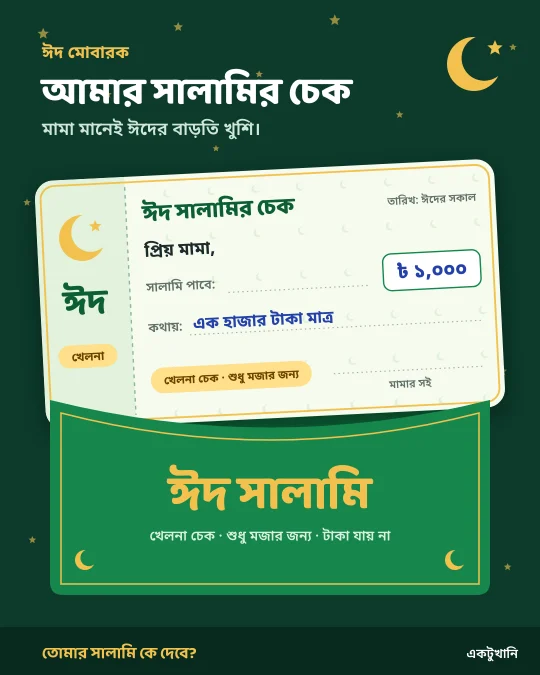 ঈদ মোবারক
আমার সালামির চেক
মামা মানেই ঈদের বাড়তি খুশি।
ঈদ
খেলনা
ঈদ সালামির চেক
তারিখ: ঈদের সকাল
প্রিয় মামা,
সালামি পাবে:
৳ ১,০০০
কথায়: এক হাজার টাকা মাত্র
খেলনা চেক · শুধু মজার জন্য
মামার সই
ঈদ সালামি
খেলনা চেক · শুধু মজার জন্য · টাকা যায় না
তোমার সালামি কে দেবে?
একটুখানি